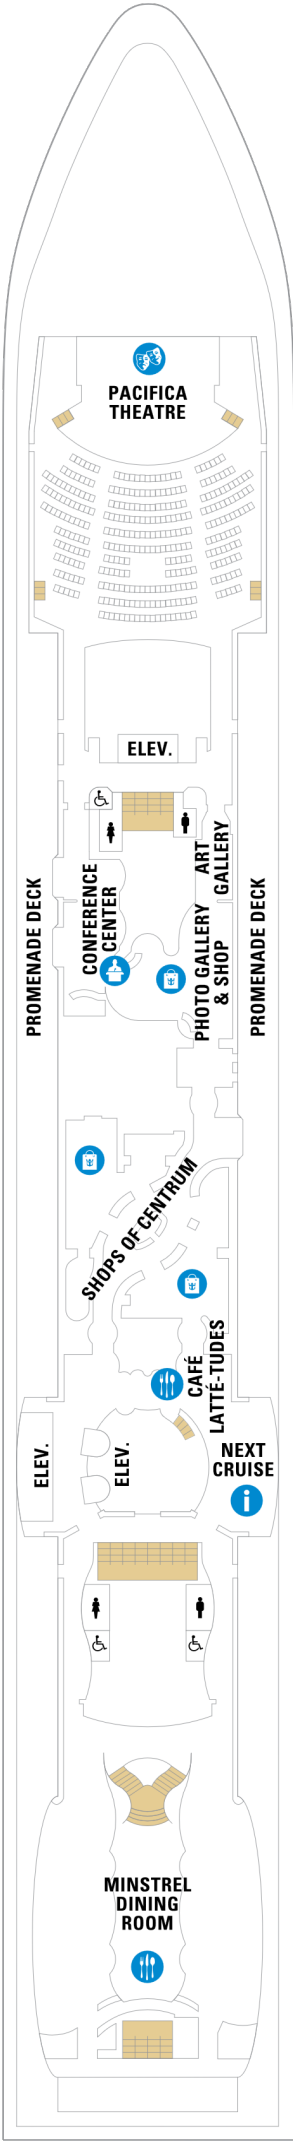 PACIFICA
THEATRE
ELEV.
ART
GALLERY
CONFERENCE
CENTER
PHOTO GALLERY
& SHOP
PROMENADE DECK
PROMENADE DECK
SHOPS OF CENTRUM
CAFÉ
LATTÉ-TUDES
ELEV.
ELEV.
NEXT
CRUISE
MINSTREL
DINING
ROOM